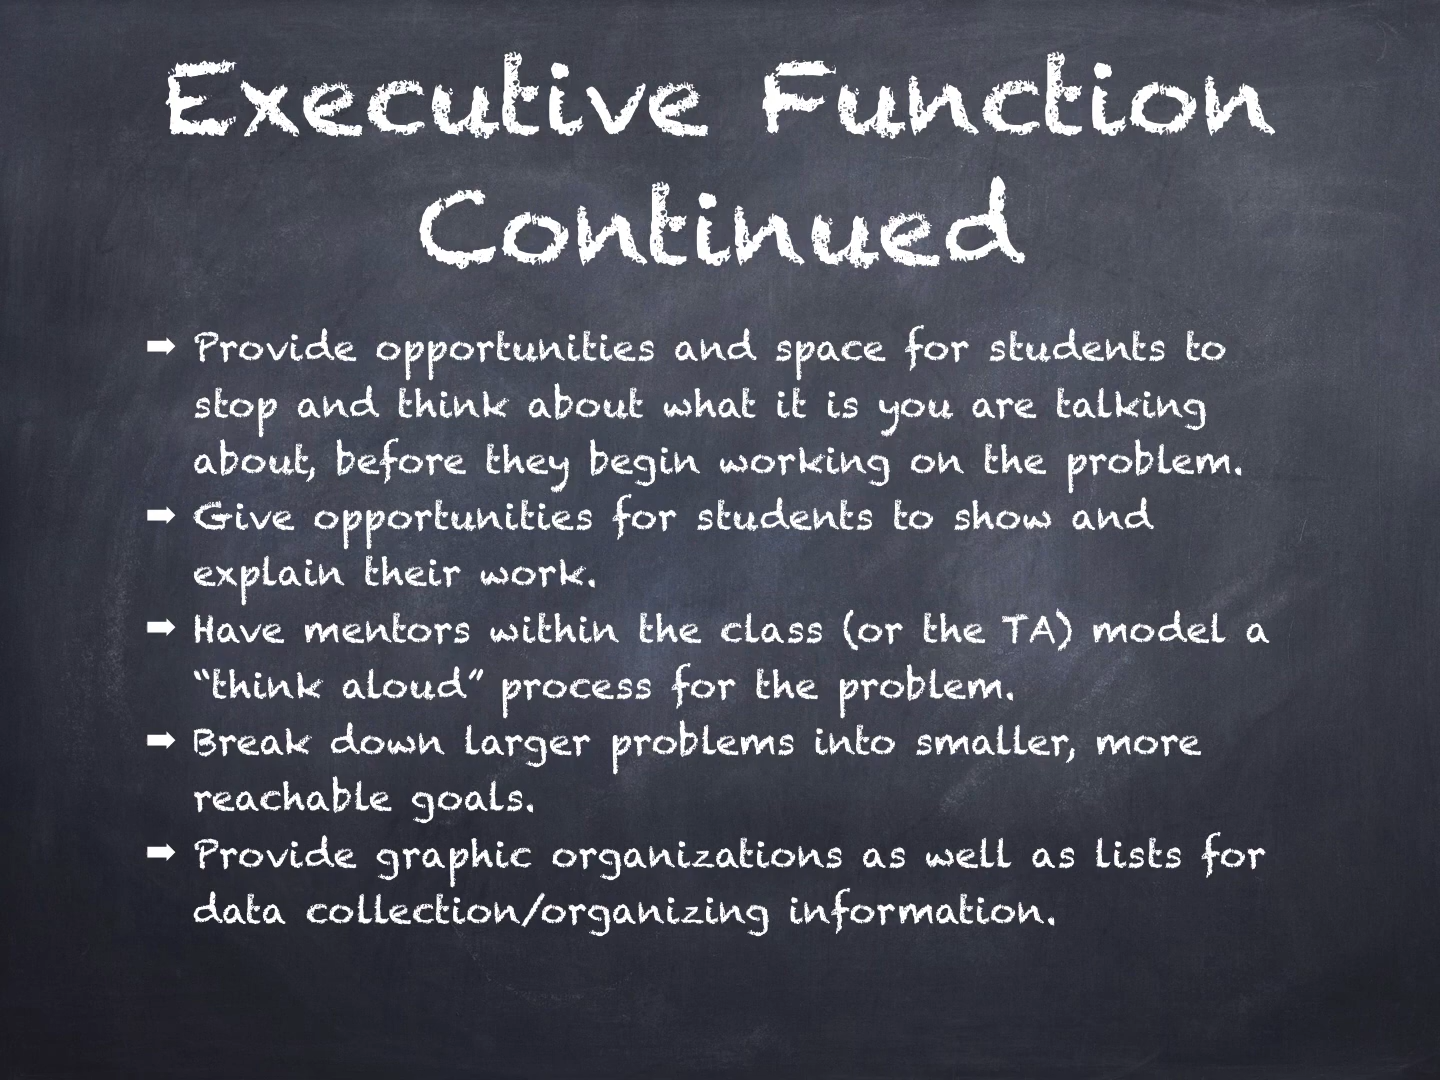 Executive Function
Continued
➡ Provide opportunities and space for students to
stop and think about what it is you are talking
about, before they begin working on the problem.
➡ Give opportunities for students to show and
explain their work.
➡ Have mentors within the class (or the TA) model a
“think aloud” process for the problem.
➡ Break down larger problems into smaller, more
reachable goals.
➡ Provide graphic organizations as well as lists for
data collection/organizing information.